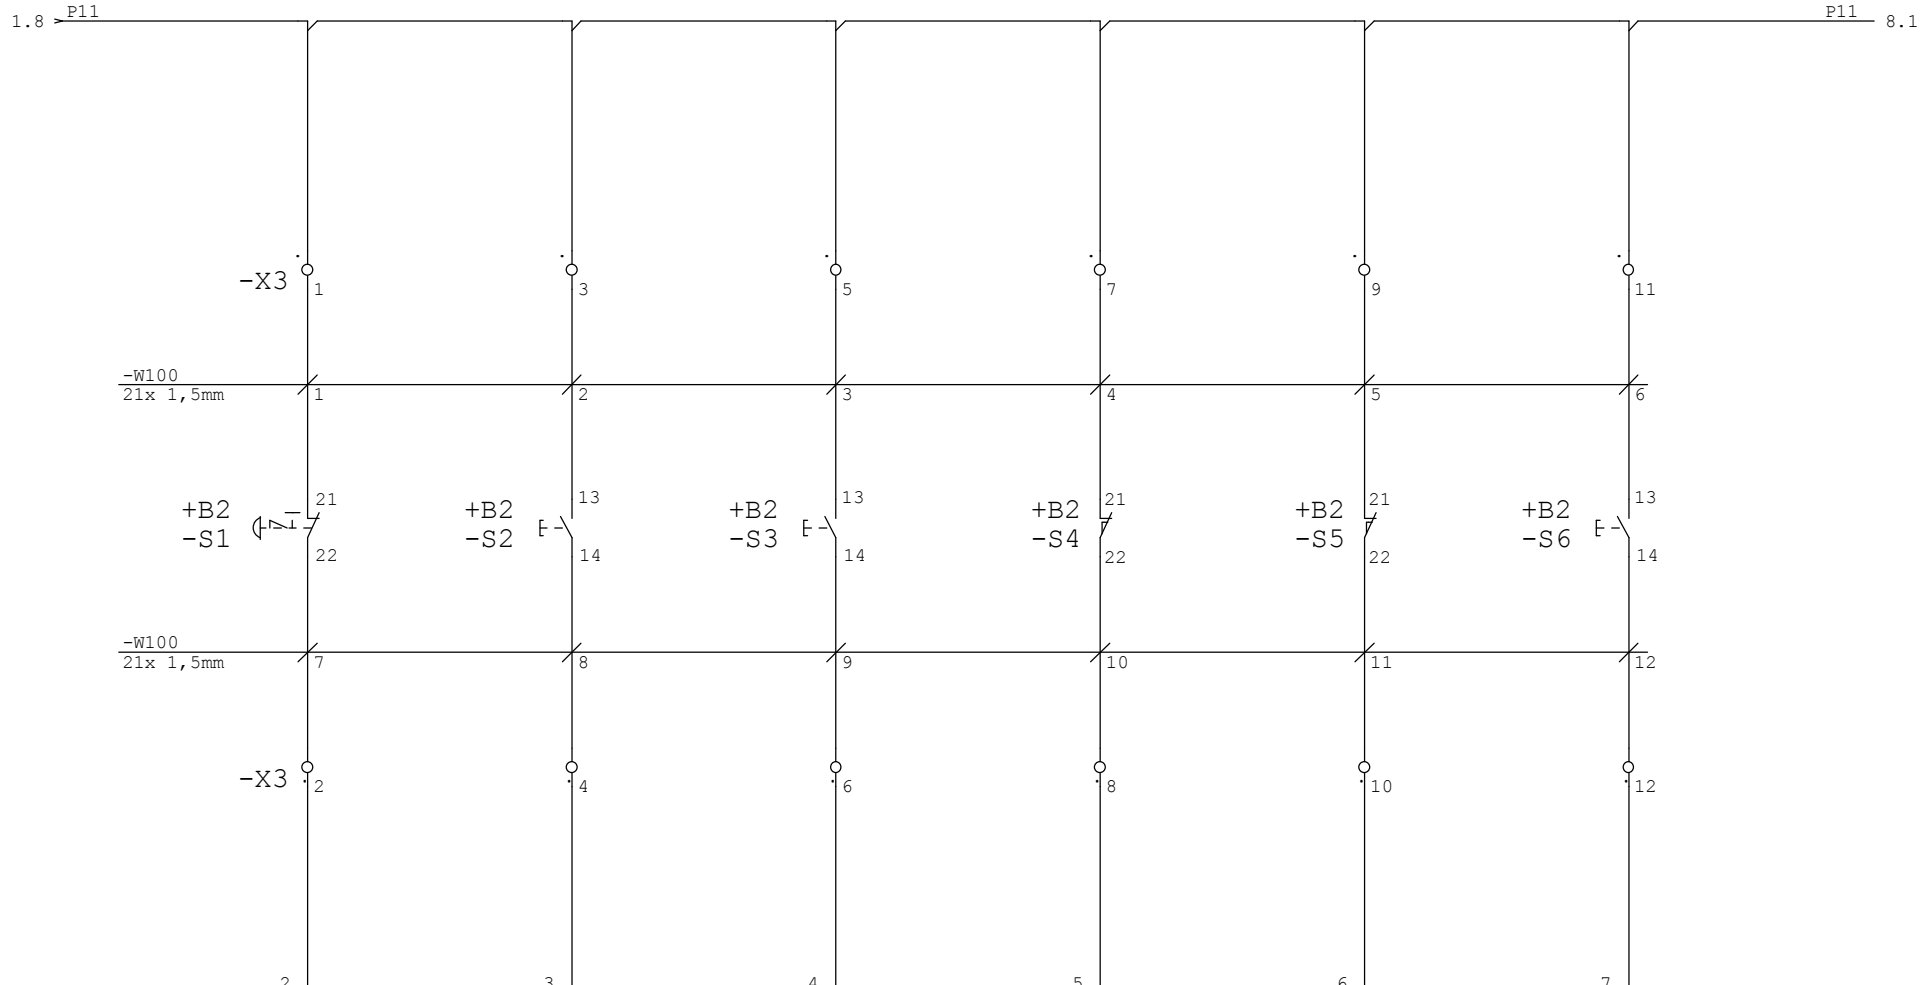 1.8 P11 P11 8.1
-X3 1 3 5 7 9 11
-W100
21x 1,5mm 1 2 3 4 5 6
21 13 13 21 21 13
+B2 +B2 +B2 +B2 +B2 +B2
-S1 -S2 -S3 -S4 -S5 -S6
22 14 14 22 22 14
-W100
21x 1,5mm 7 8 9 10 11 12
-X3 2 4 6 8 10 12
2 3 4 5 6 7